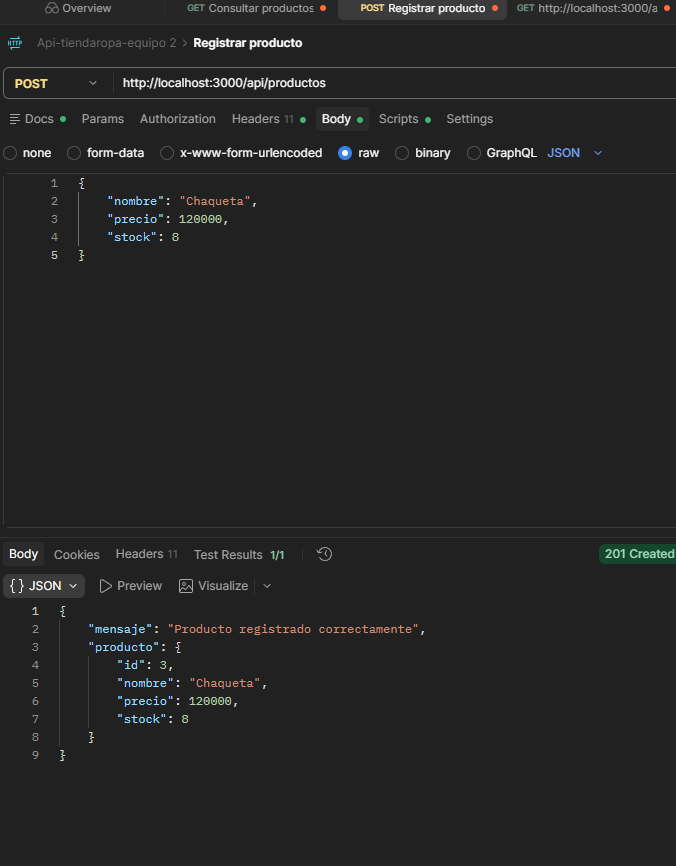 Overview GET Consultar productos POST Registrar producto GET http://localhost:3000/a
HTTP Api-tiendaropa-equipo 2 > Registrar producto
POST http://localhost:3000/api/productos
Docs Params Authorization Headers 11 Body Scripts Settings
none form-data x-www-form-urlencoded raw binary GraphQL JSON
1 {
2 "nombre": "Chaqueta",
3 "precio": 120000,
4 "stock": 8
5 }
Body Cookies Headers 11 Test Results 1/1 201 Created
{} JSON Preview Visualize
1 {
2 "mensaje": "Producto registrado correctamente",
3 "producto": {
4 "id": 3,
5 "nombre": "Chaqueta",
6 "precio": 120000,
7 "stock": 8
8 }
9 }